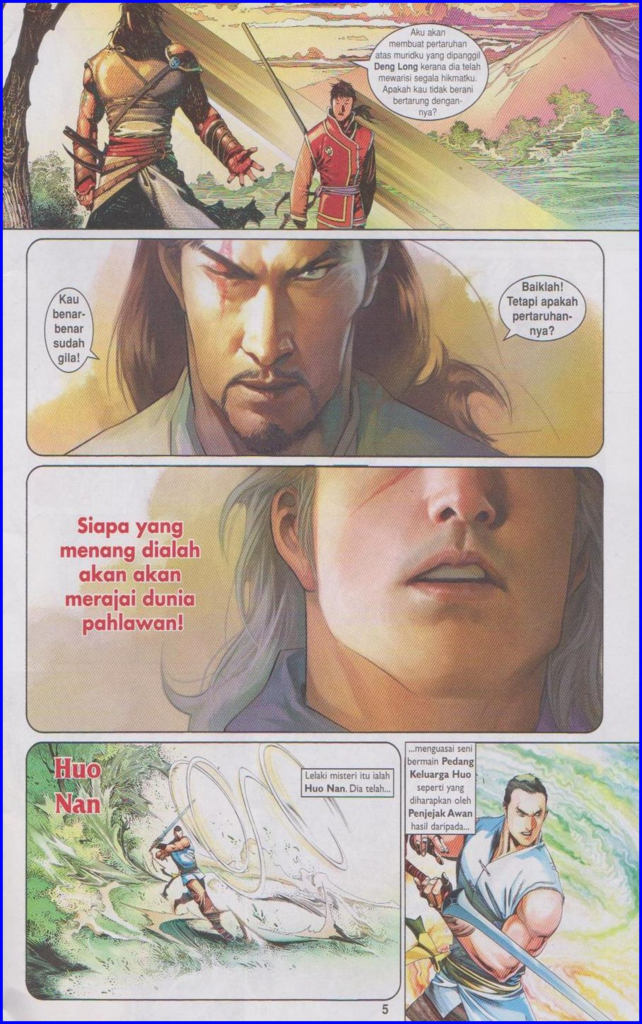 Aku akan
membuat pertaruhan
atas muridku yang dipanggil
Deng Long kerana dia telah
mewarisi segala hikmatku.
Apakah kau tidak berani
bertarung dengan-
nya?
Kau
benar-
benar
sudah
gila!
Baiklah!
Tetapi apakah
pertaruhan-
nya?
Siapa yang
menang dialah
akan akan
merajai dunia
pahlawan!
Huo
Nan
Lelaki misteri itu ialah
Huo Nan. Dia telah...
...menguasai seni
bermain Pedang
Keluarga Huo
seperti yang
diharapkan oleh
Penjejak Awan
hasil daripada...
5